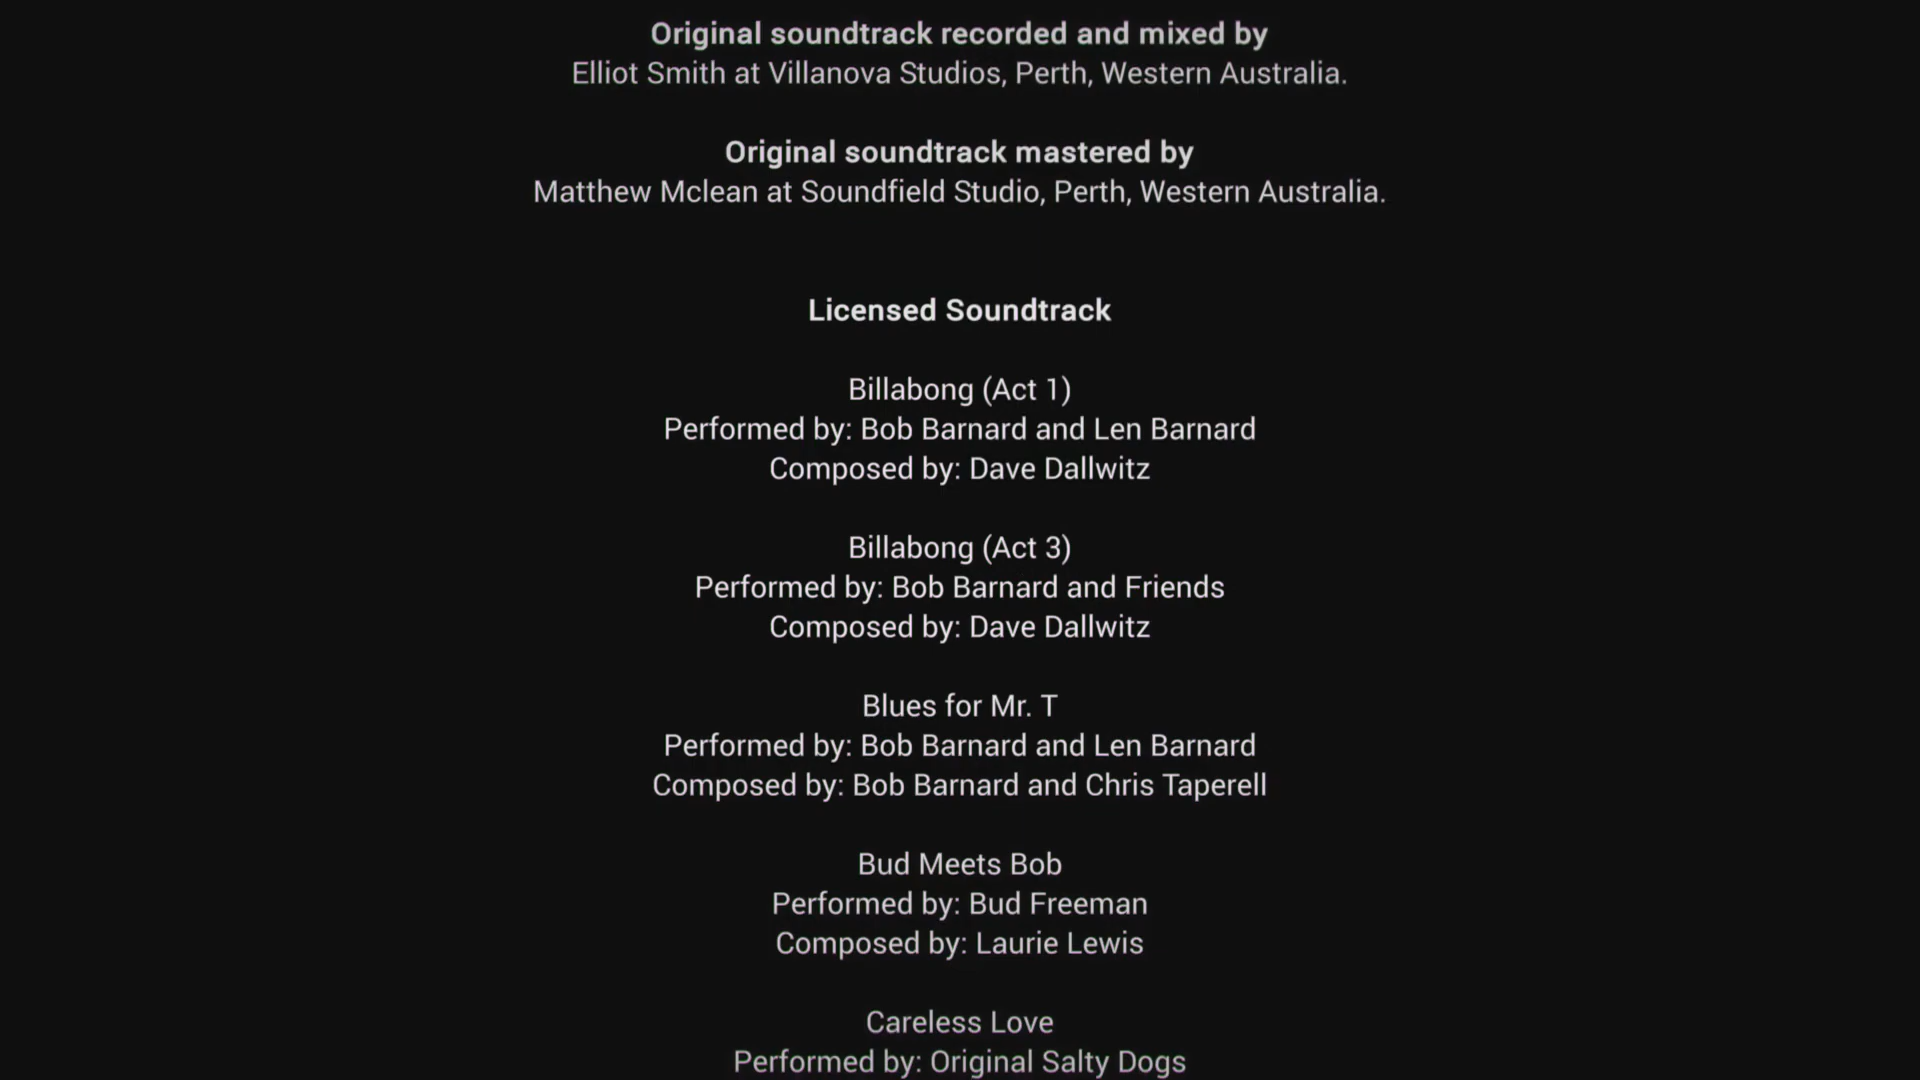 Original soundtrack recorded and mixed by
Elliot Smith at Villanova Studios, Perth, Western Australia.
Original soundtrack mastered by
Matthew Mclean at Soundfield Studio, Perth, Western Australia.
Licensed Soundtrack
Billabong (Act 1)
Performed by: Bob Barnard and Len Barnard
Composed by: Dave Dallwitz
Billabong (Act 3)
Performed by: Bob Barnard and Friends
Composed by: Dave Dallwitz
Blues for Mr. T
Performed by: Bob Barnard and Len Barnard
Composed by: Bob Barnard and Chris Taperell
Bud Meets Bob
Performed by: Bud Freeman
Composed by: Laurie Lewis
Careless Love
Performed by: Original Salty Dogs